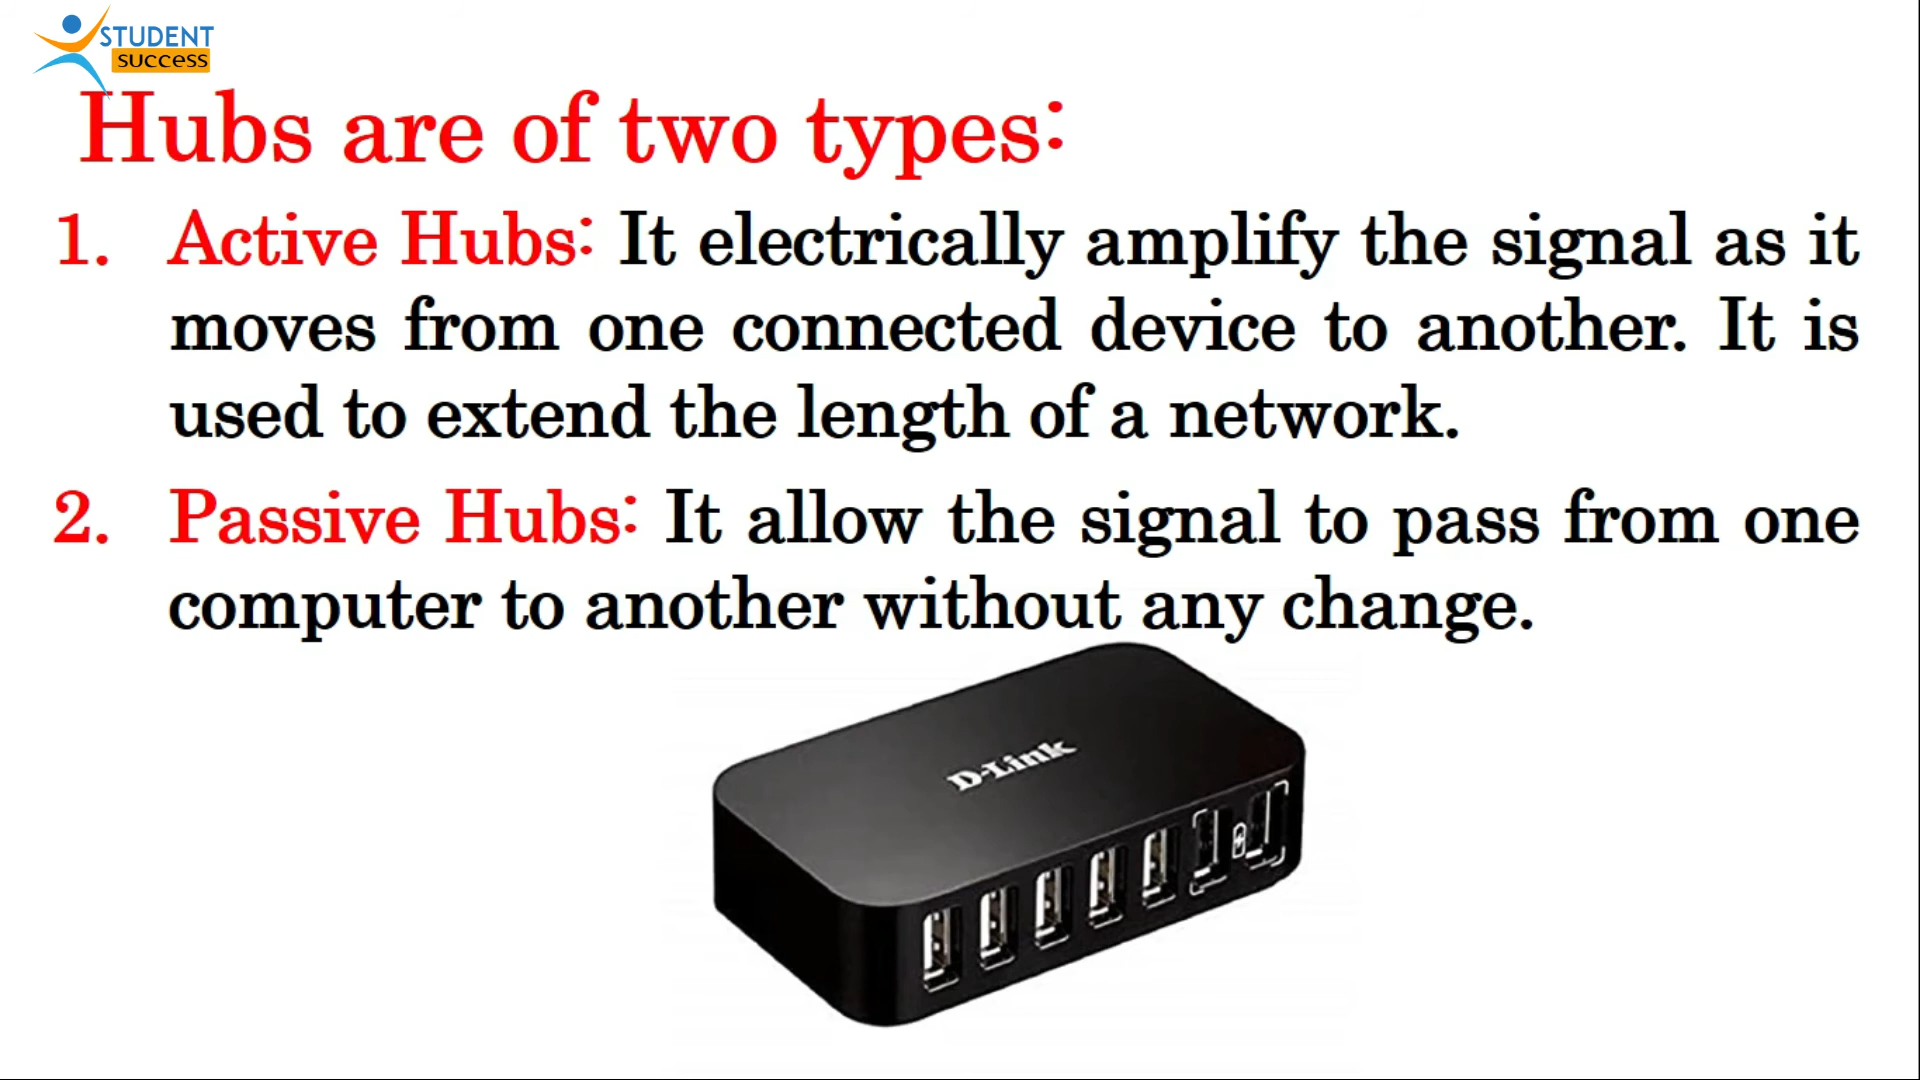 STUDENT
success
Hubs are of two types:
1. Active Hubs: It electrically amplify the signal as it
moves from one connected device to another. It is
used to extend the length of a network.
2. Passive Hubs: It allow the signal to pass from one
computer to another without any change.
D-Link